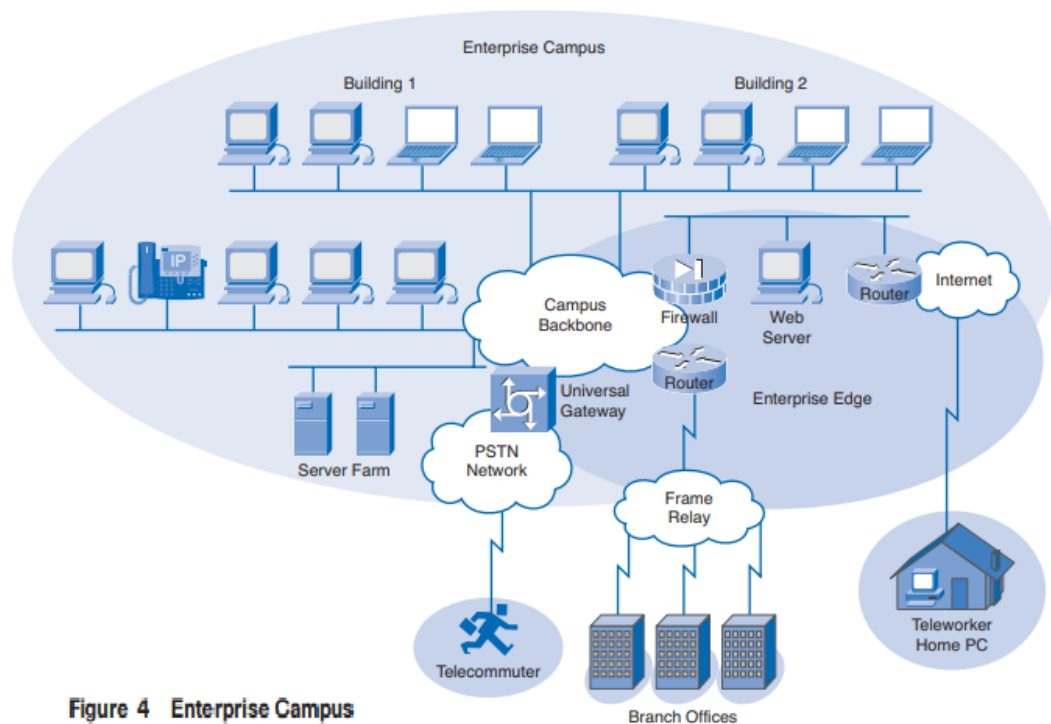 Enterprise Campus
Building 1
Building 2
IP
Campus
Backbone
Firewall
Web
Server
Router
Internet
Router
Universal
Gateway
Enterprise Edge
Server Farm
PSTN
Network
Frame
Relay
Telecommuter
Teleworker
Home PC
Branch Offices
Figure 4 Enterprise Campus